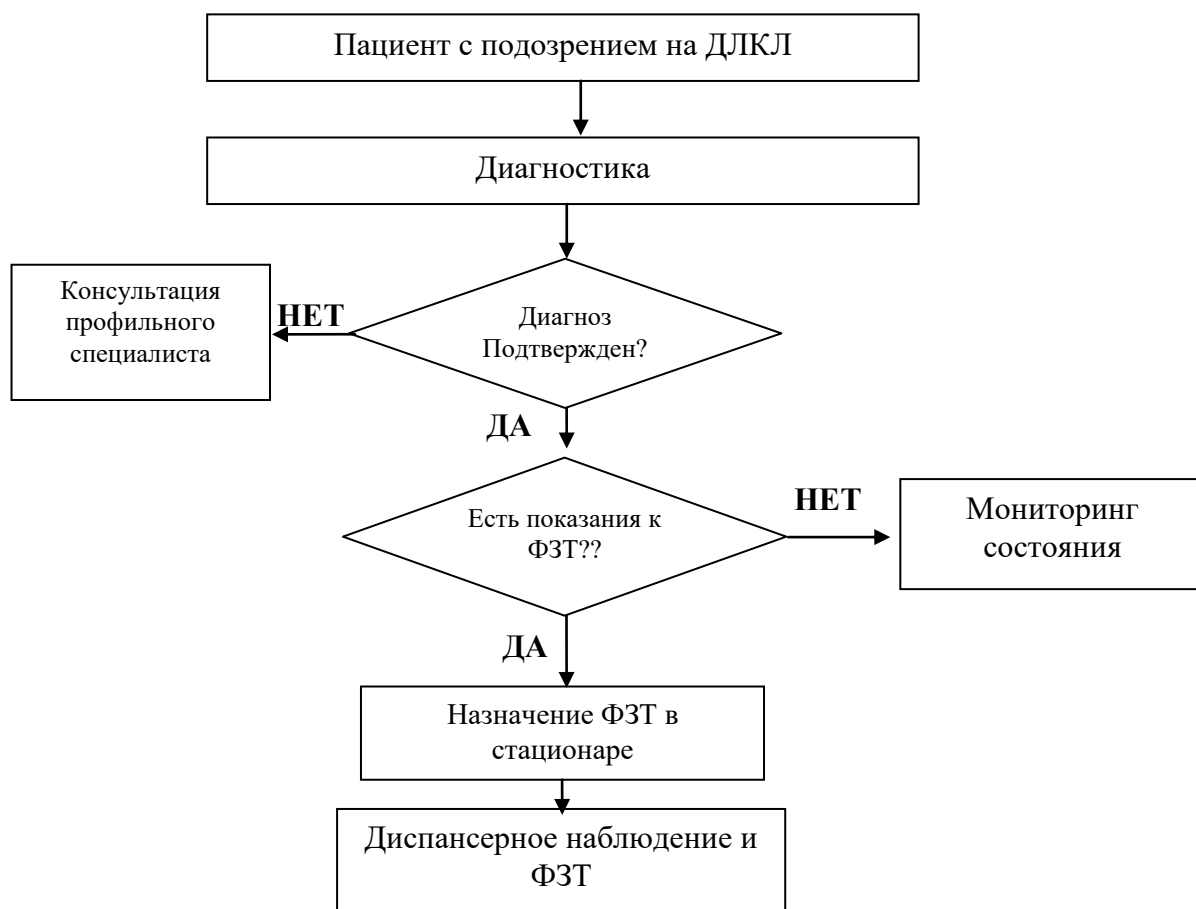 Пациент с подозрением на ДЛКЛ
Диагностика
Консультация
профильного
специалиста
НЕТ
Диагноз
Подтвержден?
ДА
Есть показания к
ФЗТ??
НЕТ
Мониторинг
состояния
ДА
Назначение ФЗТ в
стационаре
Диспансерное наблюдение и
ФЗТ